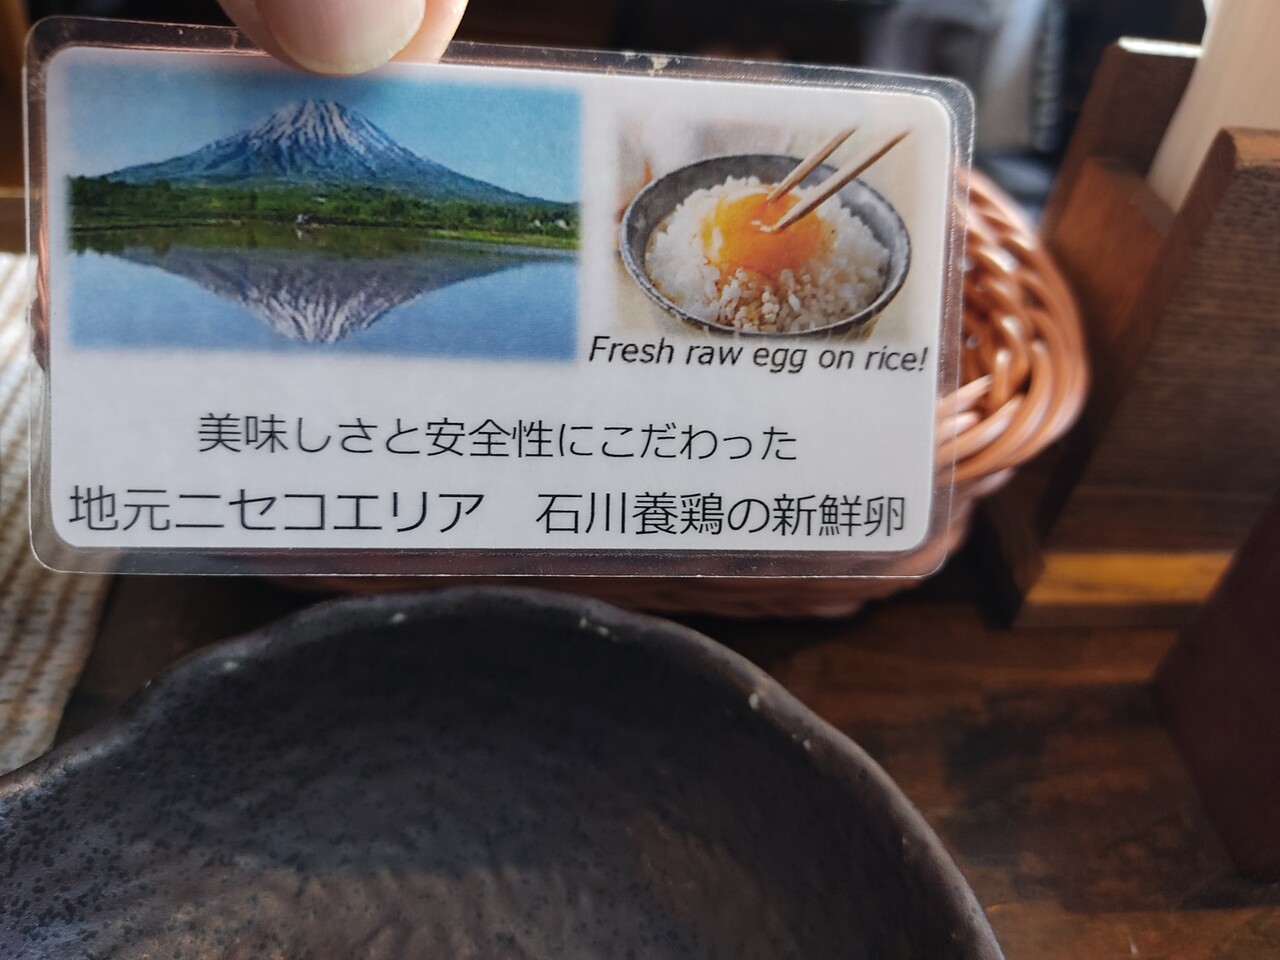 Fresh raw egg on rice!
美味しさと安全性にこだわった
地元ニセコエリア　石川養鶏の新鮮卵